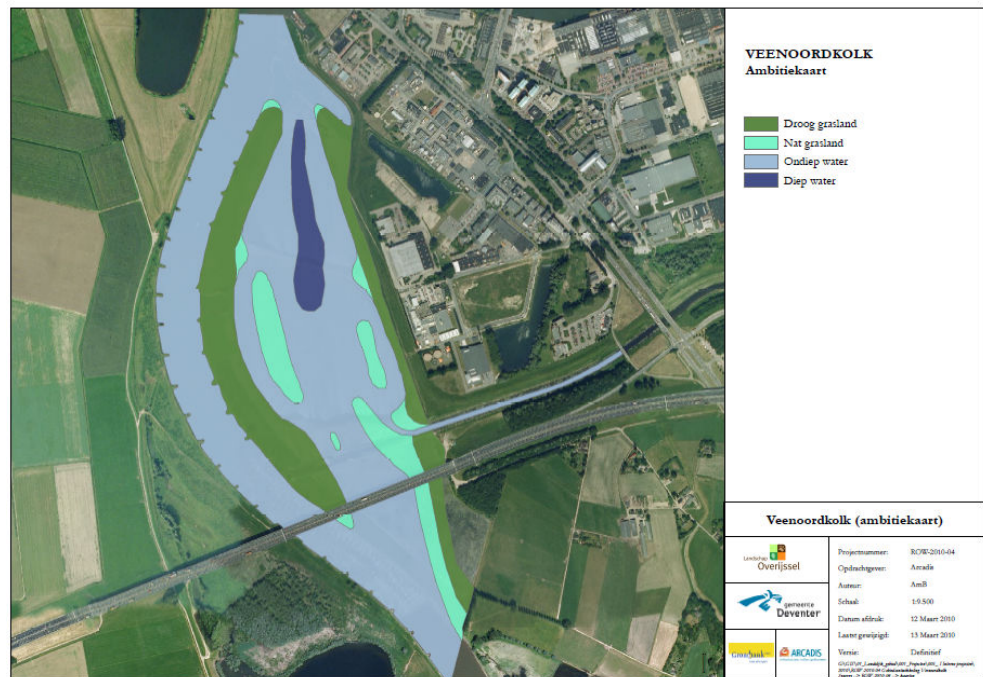 VEENOORDKOLK
Ambitiekaart
Droog grasland
Nat grasland
Ondiep water
Diep water
Veenoordkolk (ambitiekaart)
Landschap
Overijssel
gemeente
Deventer
ARCADIS
Projectnummer: ROW-2010-04
Opdrachtgever: Arcadis
Auteur:
Schaal: 1:9.500
Datum afdruk: 12 Maart 2010
Laatst gewijzigd: 13 Maart 2010
Versie: Definitief